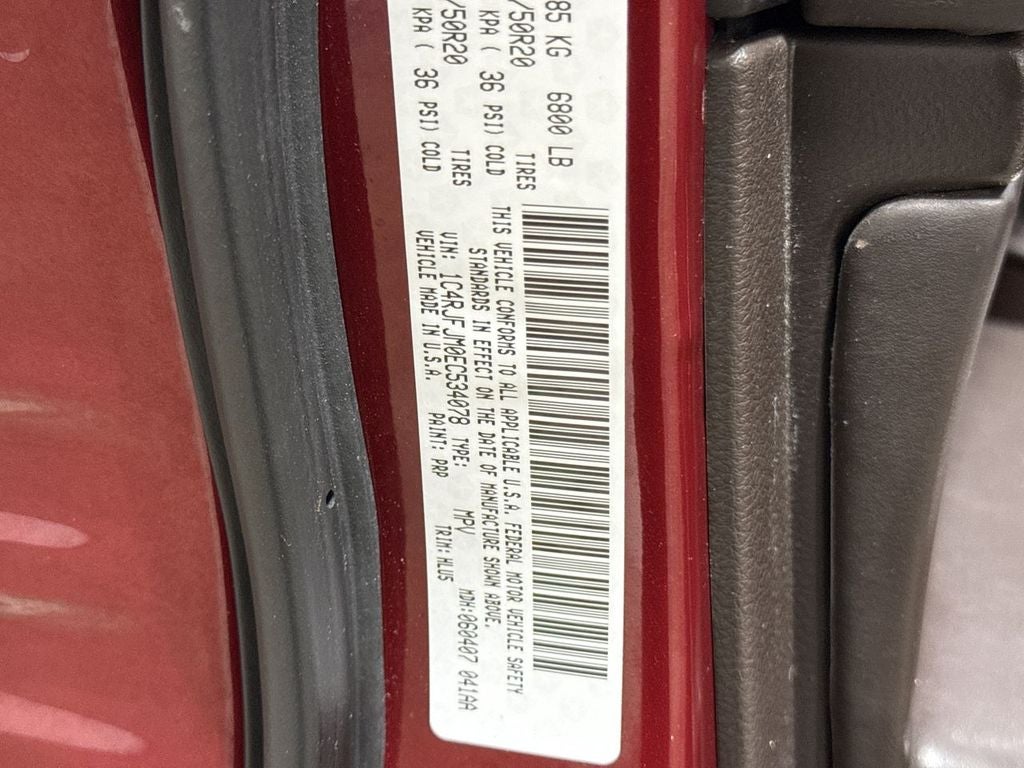 85 KG 6800 LB
/50R20 TIRES
KPA ( 36 PSI) COLD
/50R20 TIRES
KPA ( 36 PSI) COLD
THIS VEHICLE CONFORMS TO ALL APPLICABLE U.S.A. FEDERAL MOTOR VEHICLE SAFETY
STANDARDS IN EFFECT ON THE DATE OF MANUFACTURE SHOWN ABOVE.
VIN: 1C4RJFJM0EC534078 TYPE: MPV MDH:060407 041AA
VEHICLE MADE IN U.S.A. PAINT: PRP TRIM: HLU5